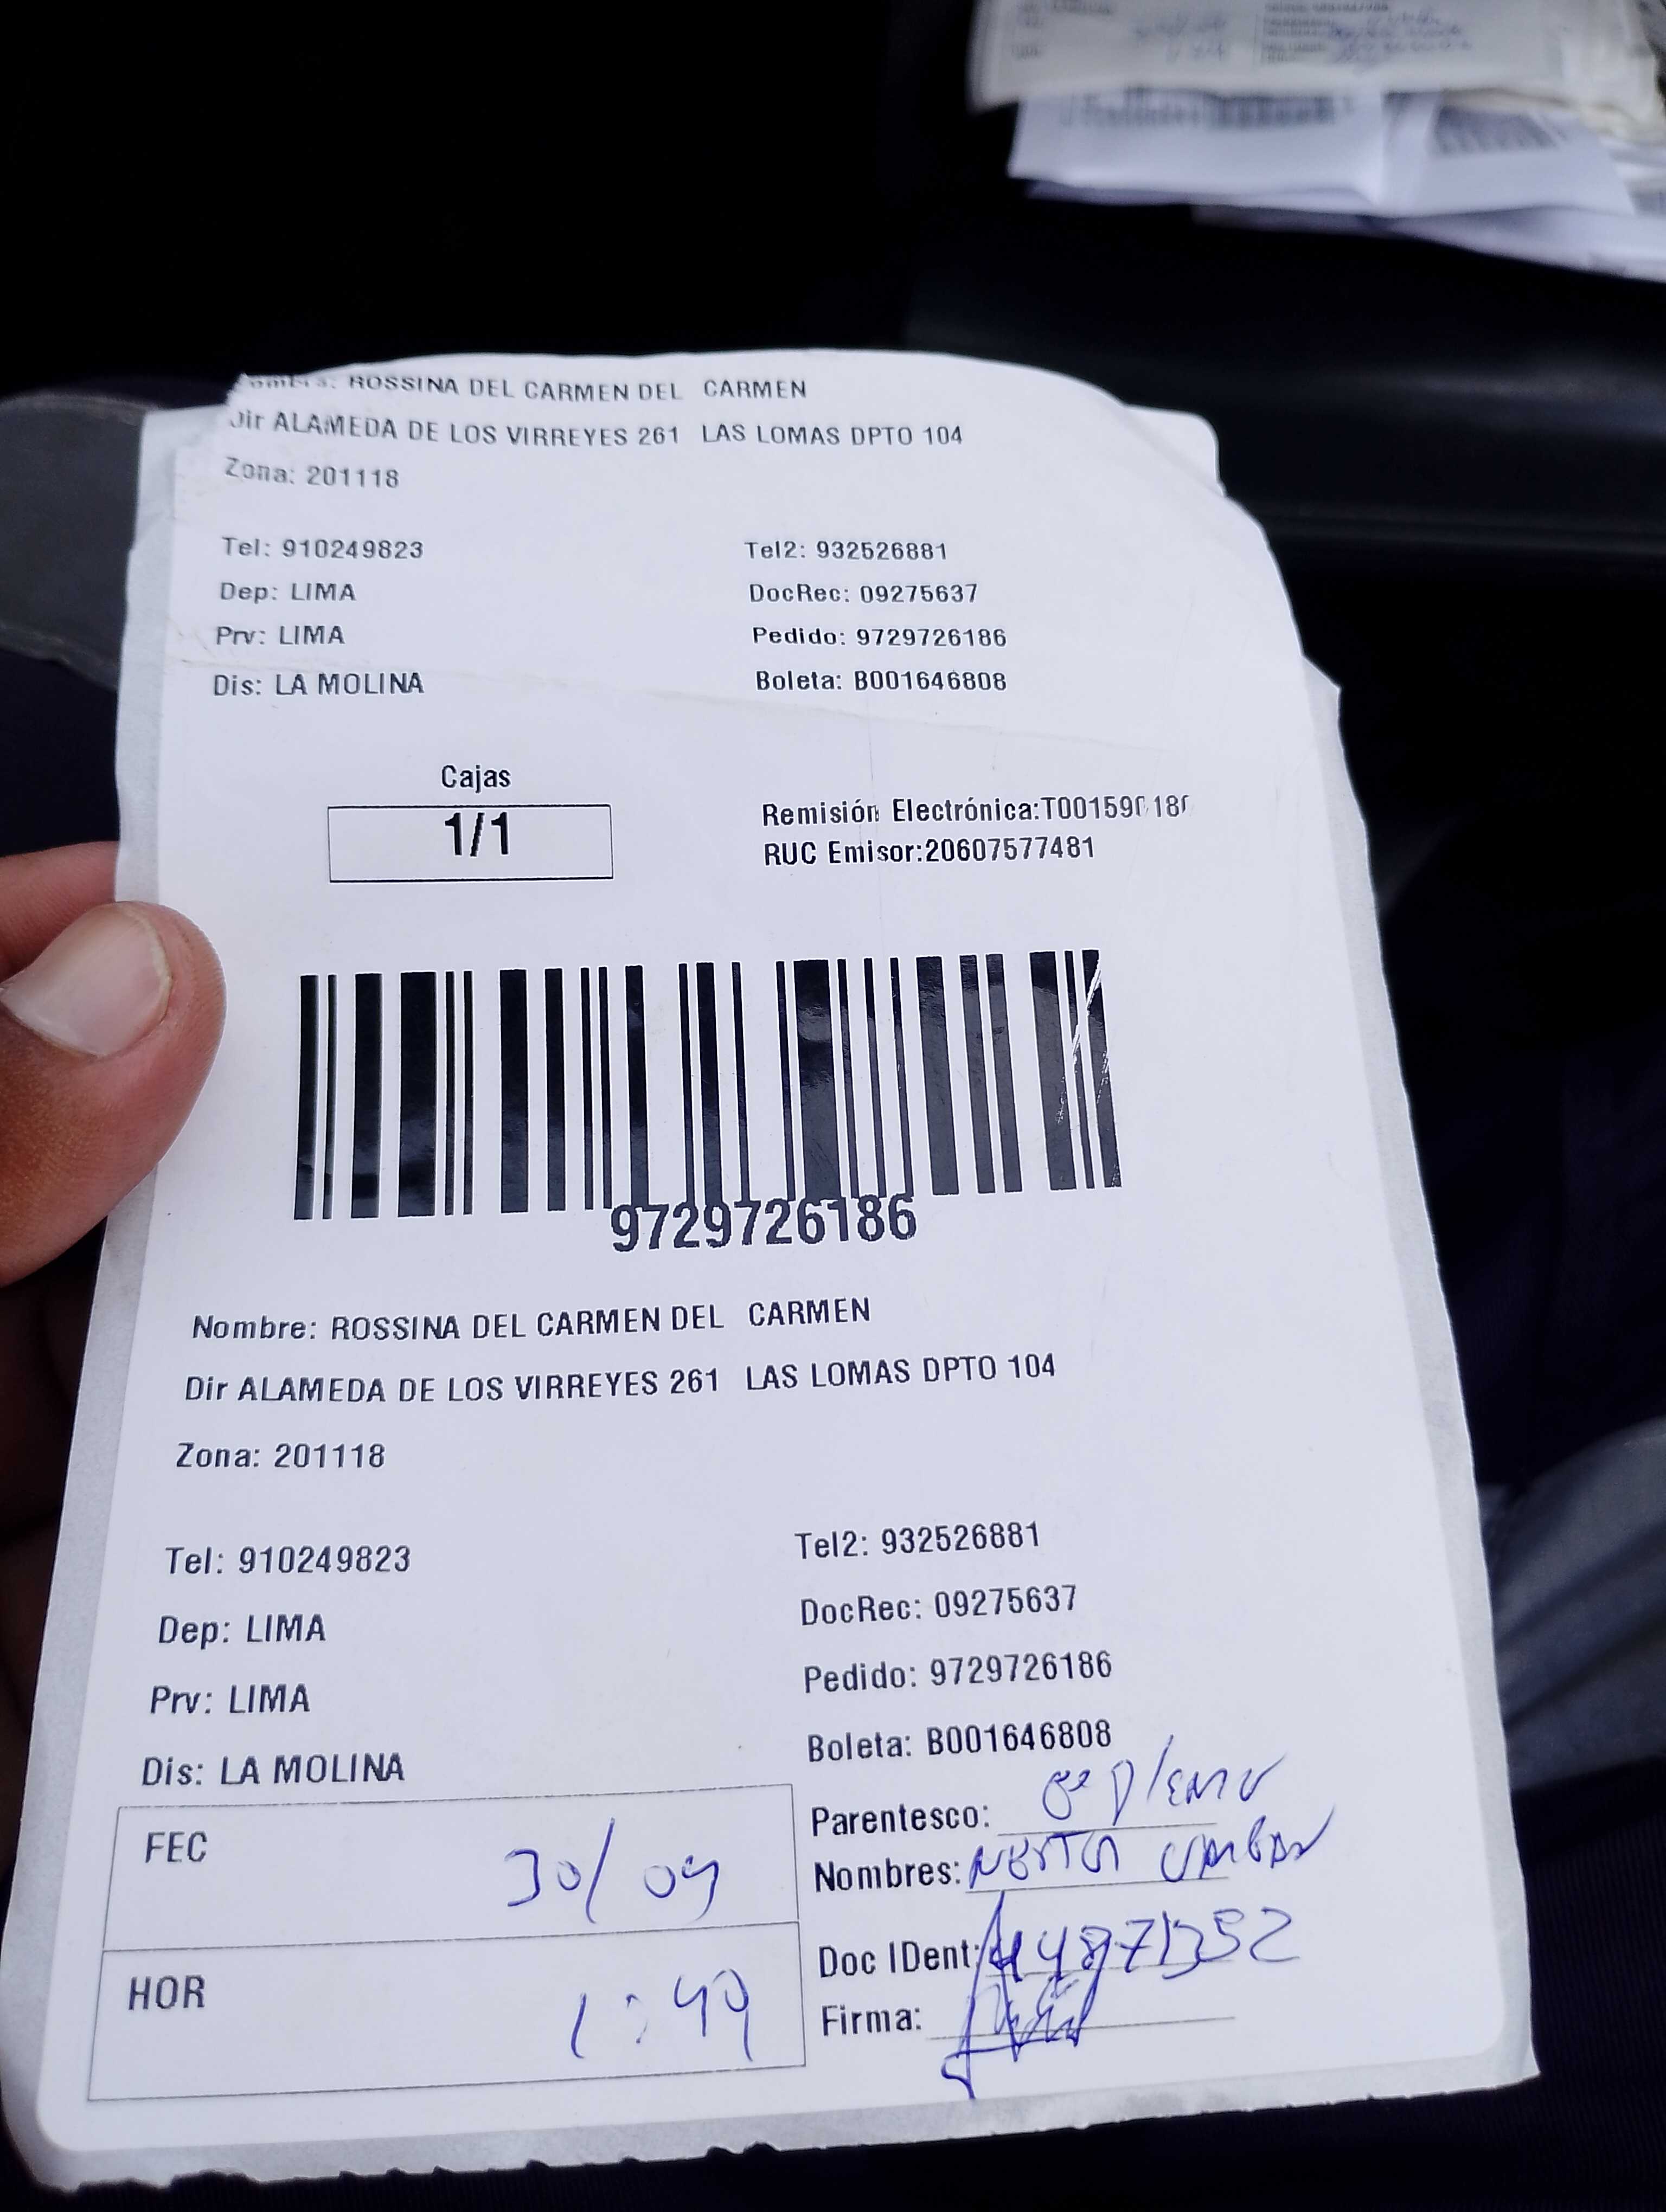 Nombre: ROSSINA DEL CARMEN DEL CARMEN
Dir ALAMEDA DE LOS VIRREYES 261 LAS LOMAS DPTO 104
Zona: 201118
Tel: 910249823 Tel2: 932526881
Dep: LIMA DocRec: 09275637
Prv: LIMA Pedido: 9729726186
Dis: LA MOLINA Boleta: B001646808
Cajas
1/1
Remisión Electrónica:
RUC Emisor:20607577481
9729726186
Nombre: ROSSINA DEL CARMEN DEL CARMEN
Dir ALAMEDA DE LOS VIRREYES 261 LAS LOMAS DPTO 104
Zona: 201118
Tel: 910249823 Tel2: 932526881
Dep: LIMA DocRec: 09275637
Prv: LIMA Pedido: 9729726186
Dis: LA MOLINA Boleta: B001646808
FEC 30/09
HOR 1:49
Parentesco:
Nombres:
Doc IDent:
Firma: